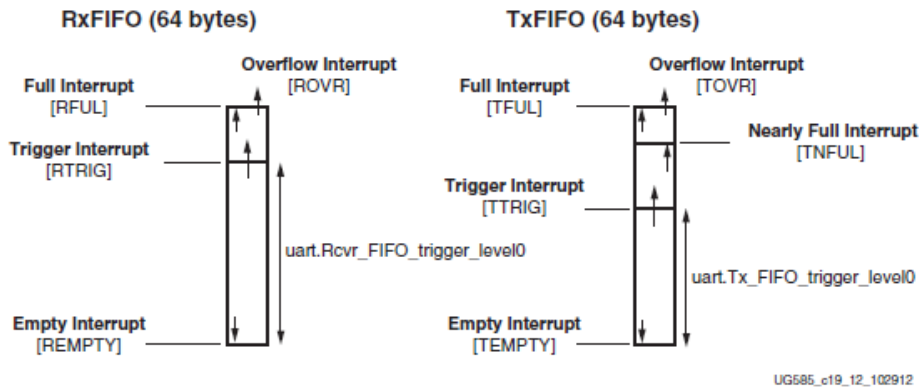 RxFIFO (64 bytes)
TxFIFO (64 bytes)
Overflow Interrupt
[ROVR]
Full Interrupt
[RFUL]
Trigger Interrupt
[RTRIG]
uart.Rcvr_FIFO_trigger_level0
Empty Interrupt
[REMPTY]
Overflow Interrupt
[TOVR]
Full Interrupt
[TFUL]
Nearly Full Interrupt
[TNFUL]
Trigger Interrupt
[TTRIG]
uart.Tx_FIFO_trigger_level0
Empty Interrupt
[TEMPTY]
UG585_c19_12_102912